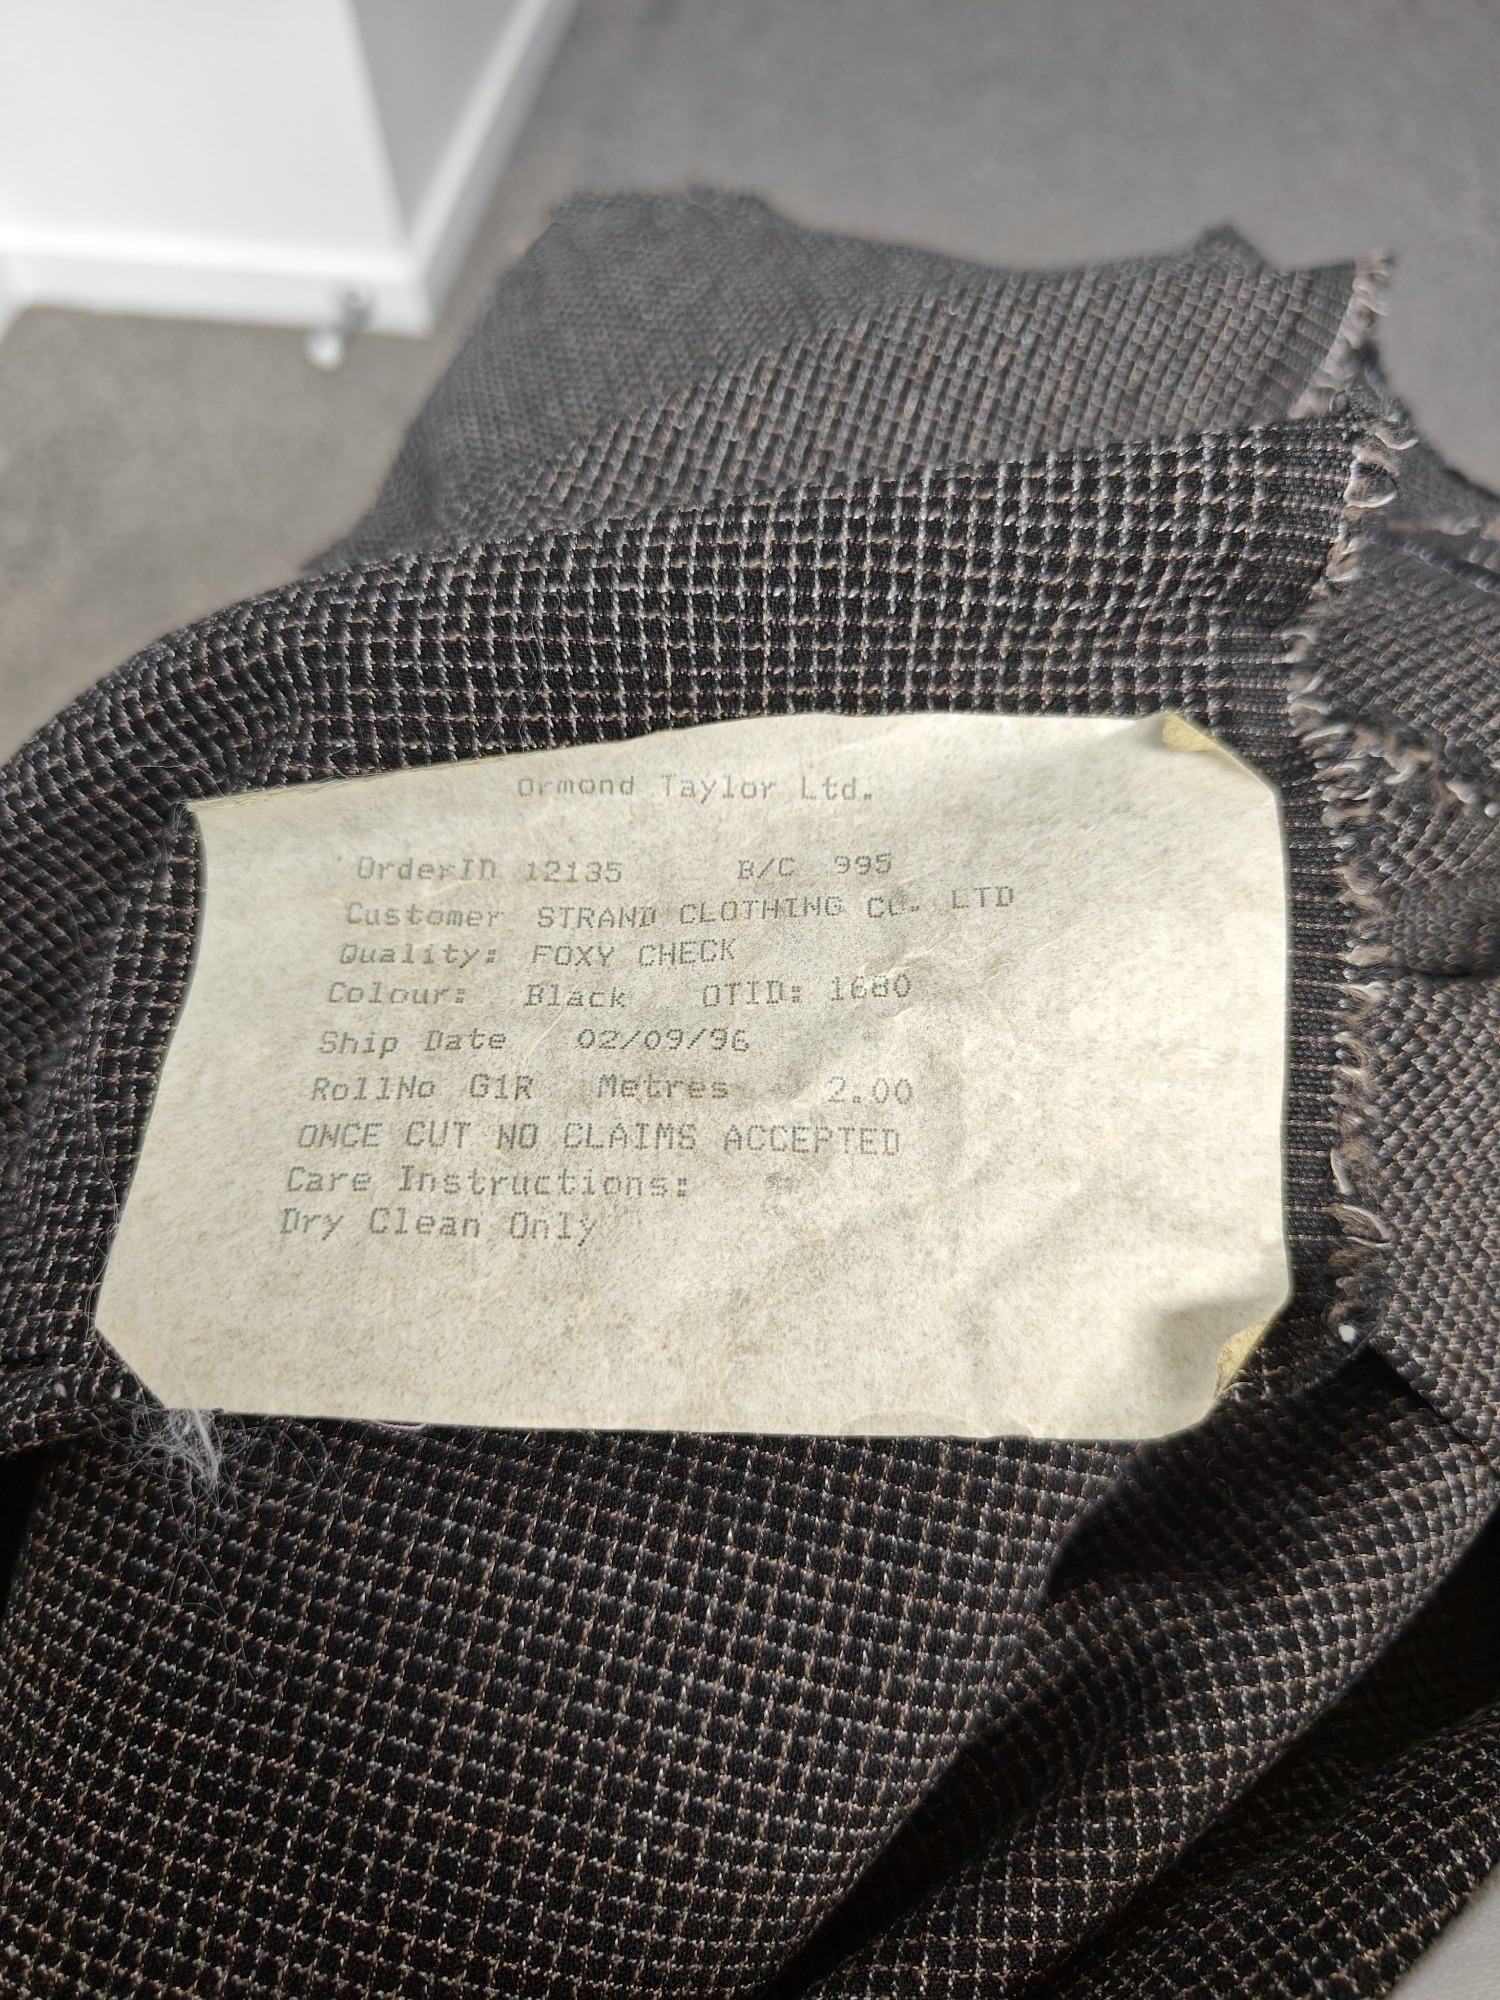 Ormond Taylor Ltd.
OrderID 12135 B/C 995
Customer STRAND CLOTHING CO. LTD
Quality: FOXY CHECK
Colour: Black OTID: 1680
Ship Date 02/09/96
RollNo G1R Metres 2.00
ONCE CUT NO CLAIMS ACCEPTED
Care Instructions:
Dry Clean Only